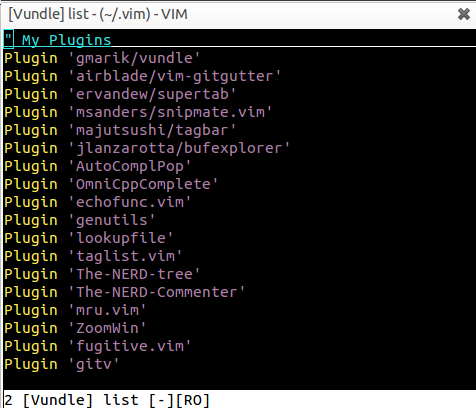 [Vundle] list - (~/.vim) - VIM
" My Plugins
Plugin 'gmarik/vundle'
Plugin 'airblade/vim-gitgutter'
Plugin 'ervandew/supertab'
Plugin 'msanders/snipmate.vim'
Plugin 'majutsushi/tagbar'
Plugin 'jlanzarotta/bufexplorer'
Plugin 'AutoComplPop'
Plugin 'OmniCppComplete'
Plugin 'echofunc.vim'
Plugin 'genutils'
Plugin 'lookupfile'
Plugin 'taglist.vim'
Plugin 'The-NERD-tree'
Plugin 'The-NERD-Commenter'
Plugin 'mru.vim'
Plugin 'ZoomWin'
Plugin 'fugitive.vim'
Plugin 'gitv'
2 [Vundle] list [-][RO]